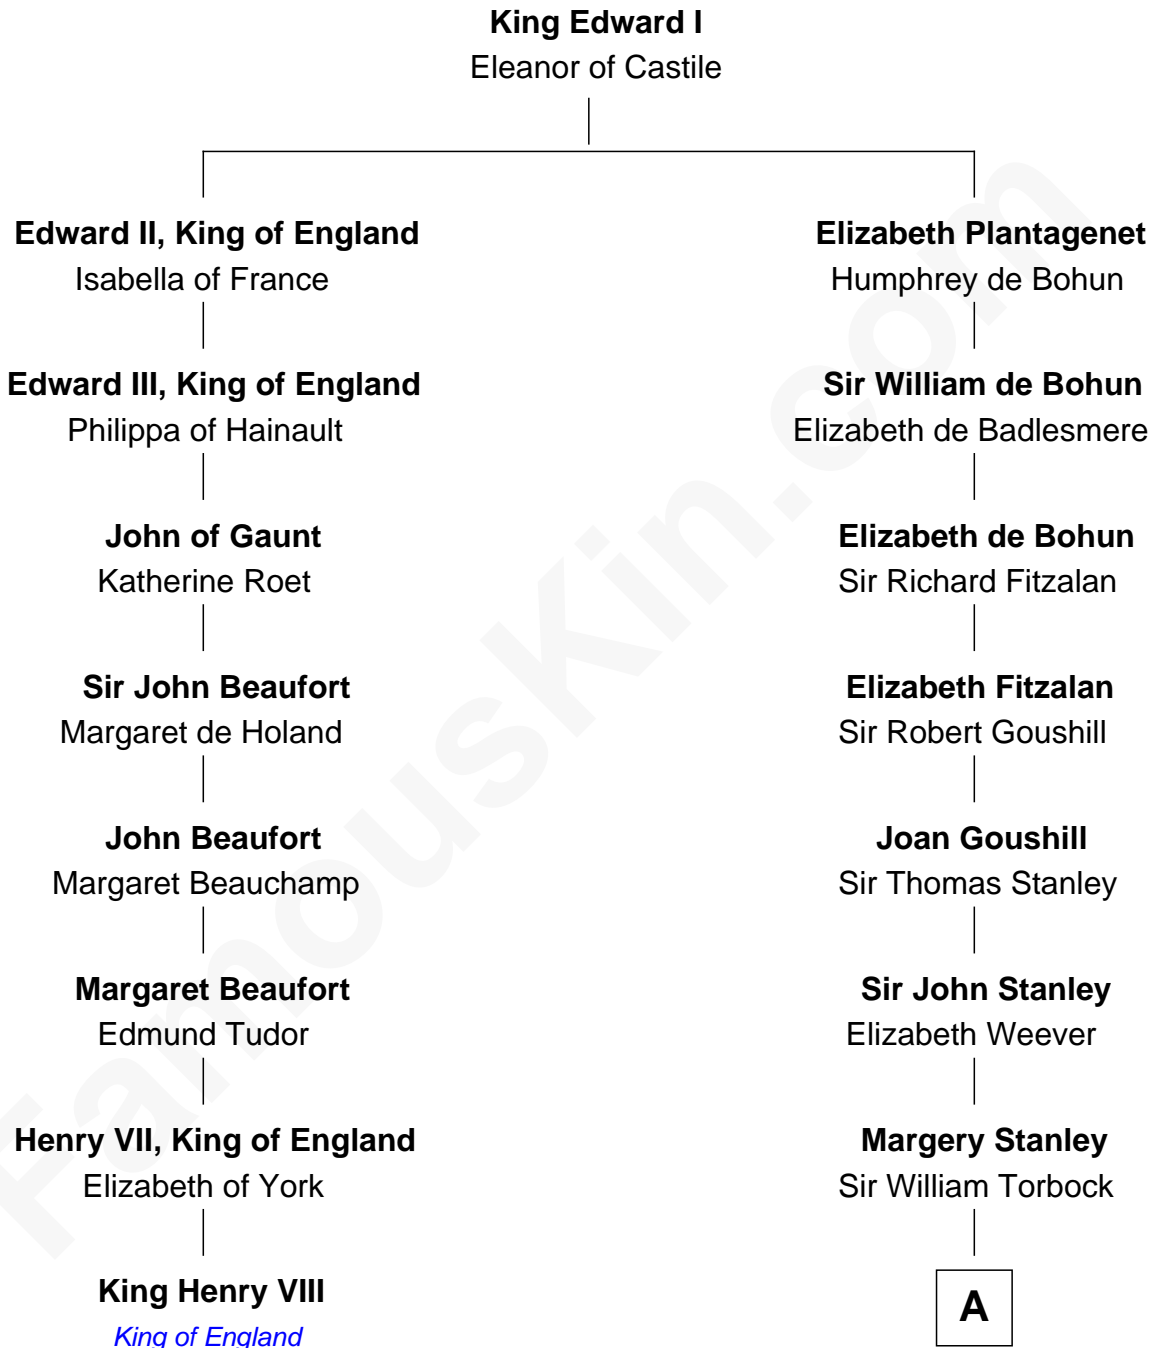 King Edward I
Eleanor of Castile
Edward II, King of England
Isabella of France
Elizabeth Plantagenet
Humphrey de Bohun
Edward III, King of England
Philippa of Hainault
Sir William de Bohun
Elizabeth de Badlesmere
John of Gaunt
Katherine Roet
Elizabeth de Bohun
Sir Richard Fitzalan
Sir John Beaufort
Margaret de Holand
Elizabeth Fitzalan
Sir Robert Goushill
John Beaufort
Margaret Beauchamp
Joan Goushill
Sir Thomas Stanley
Margaret Beaufort
Edmund Tudor
Sir John Stanley
Elizabeth Weever
Henry VII, King of England
Elizabeth of York
Margery Stanley
Sir William Torbock
King Henry VIII
King of England
A
FamousKin.com